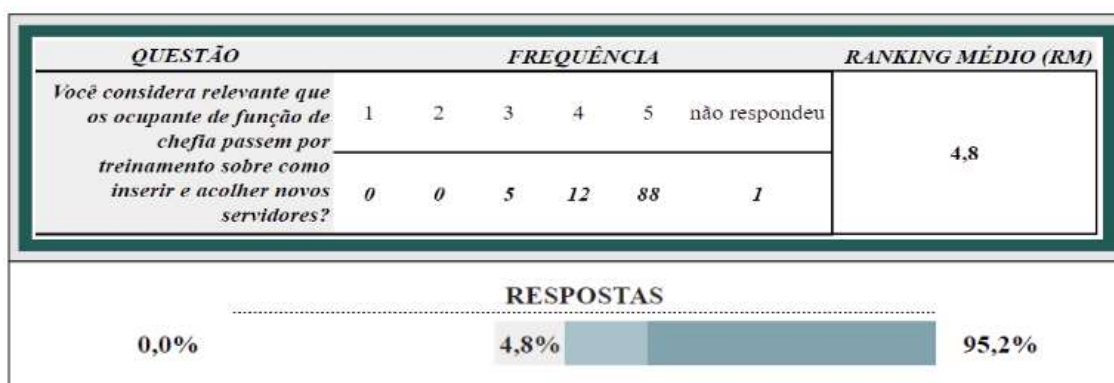 QUESTÃO FREQUÊNCIA RANKING MÉDIO (RM)
Você considera relevante que
os ocupante de função de
chefia passem por
treinamento sobre como
inserir e acolher novos
servidores?
1 2 3 4 5 não respondeu
0 0 5 12 88 1
4,8
RESPOSTAS
0,0% 4,8% 95,2%